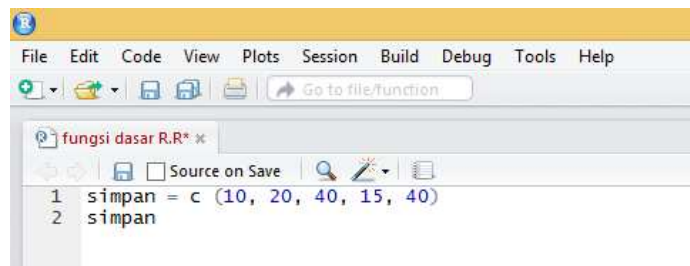 R
File Edit Code View Plots Session Build Debug Tools Help
Go to file/function
fungsi dasar R.R*
Source on Save
1 simpan = c (10, 20, 40, 15, 40)
2 simpan